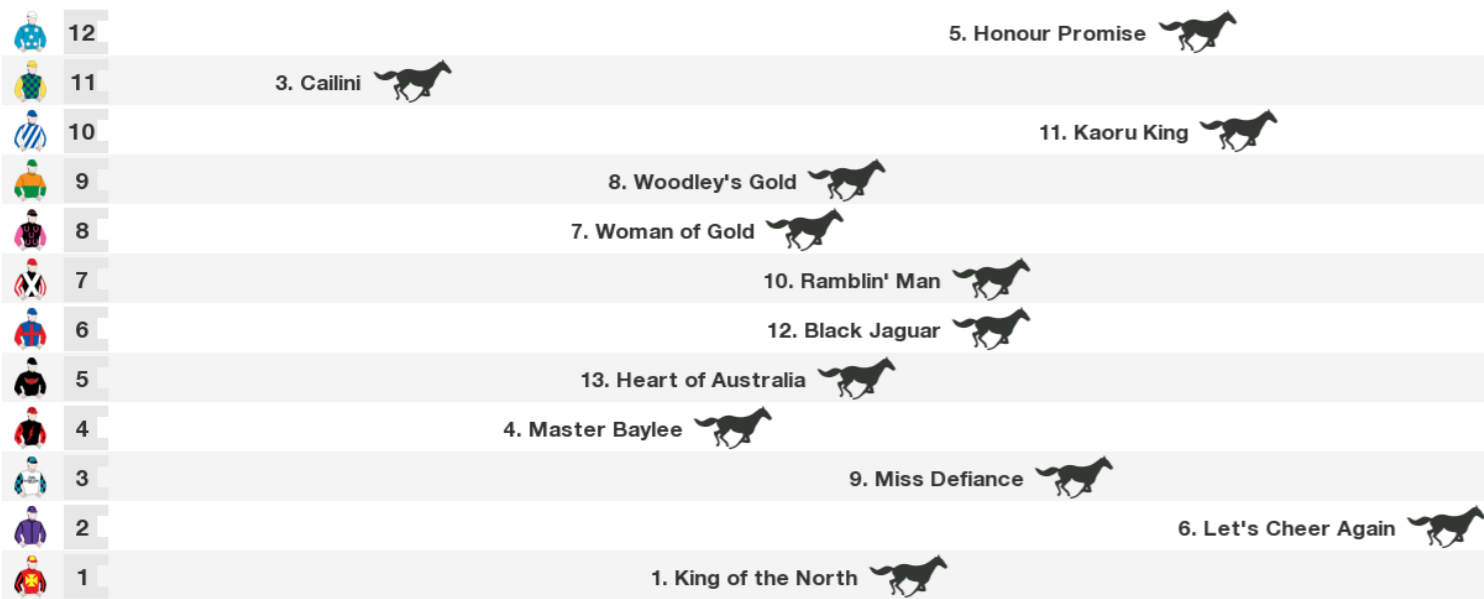 12 5. Honour Promise
11 3. Cailini
10 11. Kaoru King
9 8. Woodley's Gold
8 7. Woman of Gold
7 10. Ramblin' Man
6 12. Black Jaguar
5 13. Heart of Australia
4 4. Master Baylee
3 9. Miss Defiance
2 6. Let's Cheer Again
1 1. King of the North